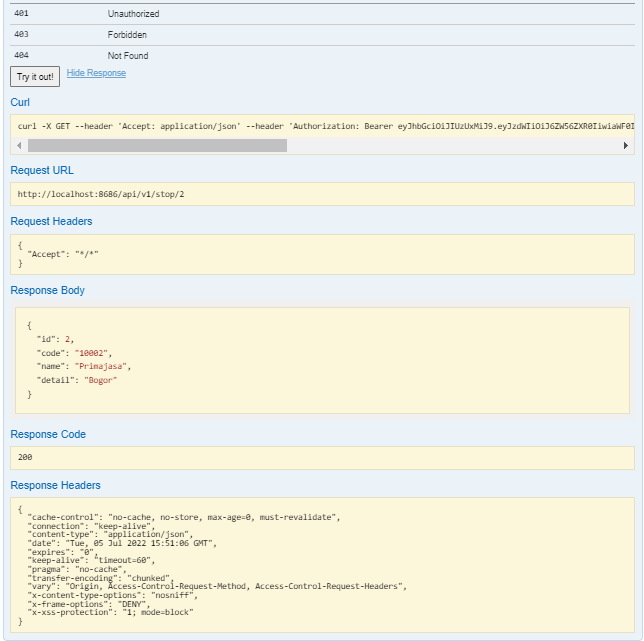 401 Unauthorized
403 Forbidden
404 Not Found
Try it out! Hide Response
Curl
curl -X GET --header 'Accept: application/json' --header 'Authorization: Bearer
Request URL
http://localhost:8686/api/v1/stop/2
Request Headers
{
"Accept": "*/*"
}
Response Body
{
"id": 2,
"code": "10002",
"name": "Primajasa",
"detail": "Bogor"
}
Response Code
200
Response Headers
{
"cache-control": "no-cache, no-store, max-age=0, must-revalidate",
"connection": "keep-alive",
"content-type": "application/json",
"date": "Tue, 05 Jul 2022 15:51:06 GMT",
"expires": "0",
"keep-alive": "timeout=60",
"pragma": "no-cache",
"transfer-encoding": "chunked",
"vary": "Origin, Access-Control-Request-Method, Access-Control-Request-Headers",
"x-content-type-options": "nosniff",
"x-frame-options": "DENY",
"x-xss-protection": "1; mode=block"
}